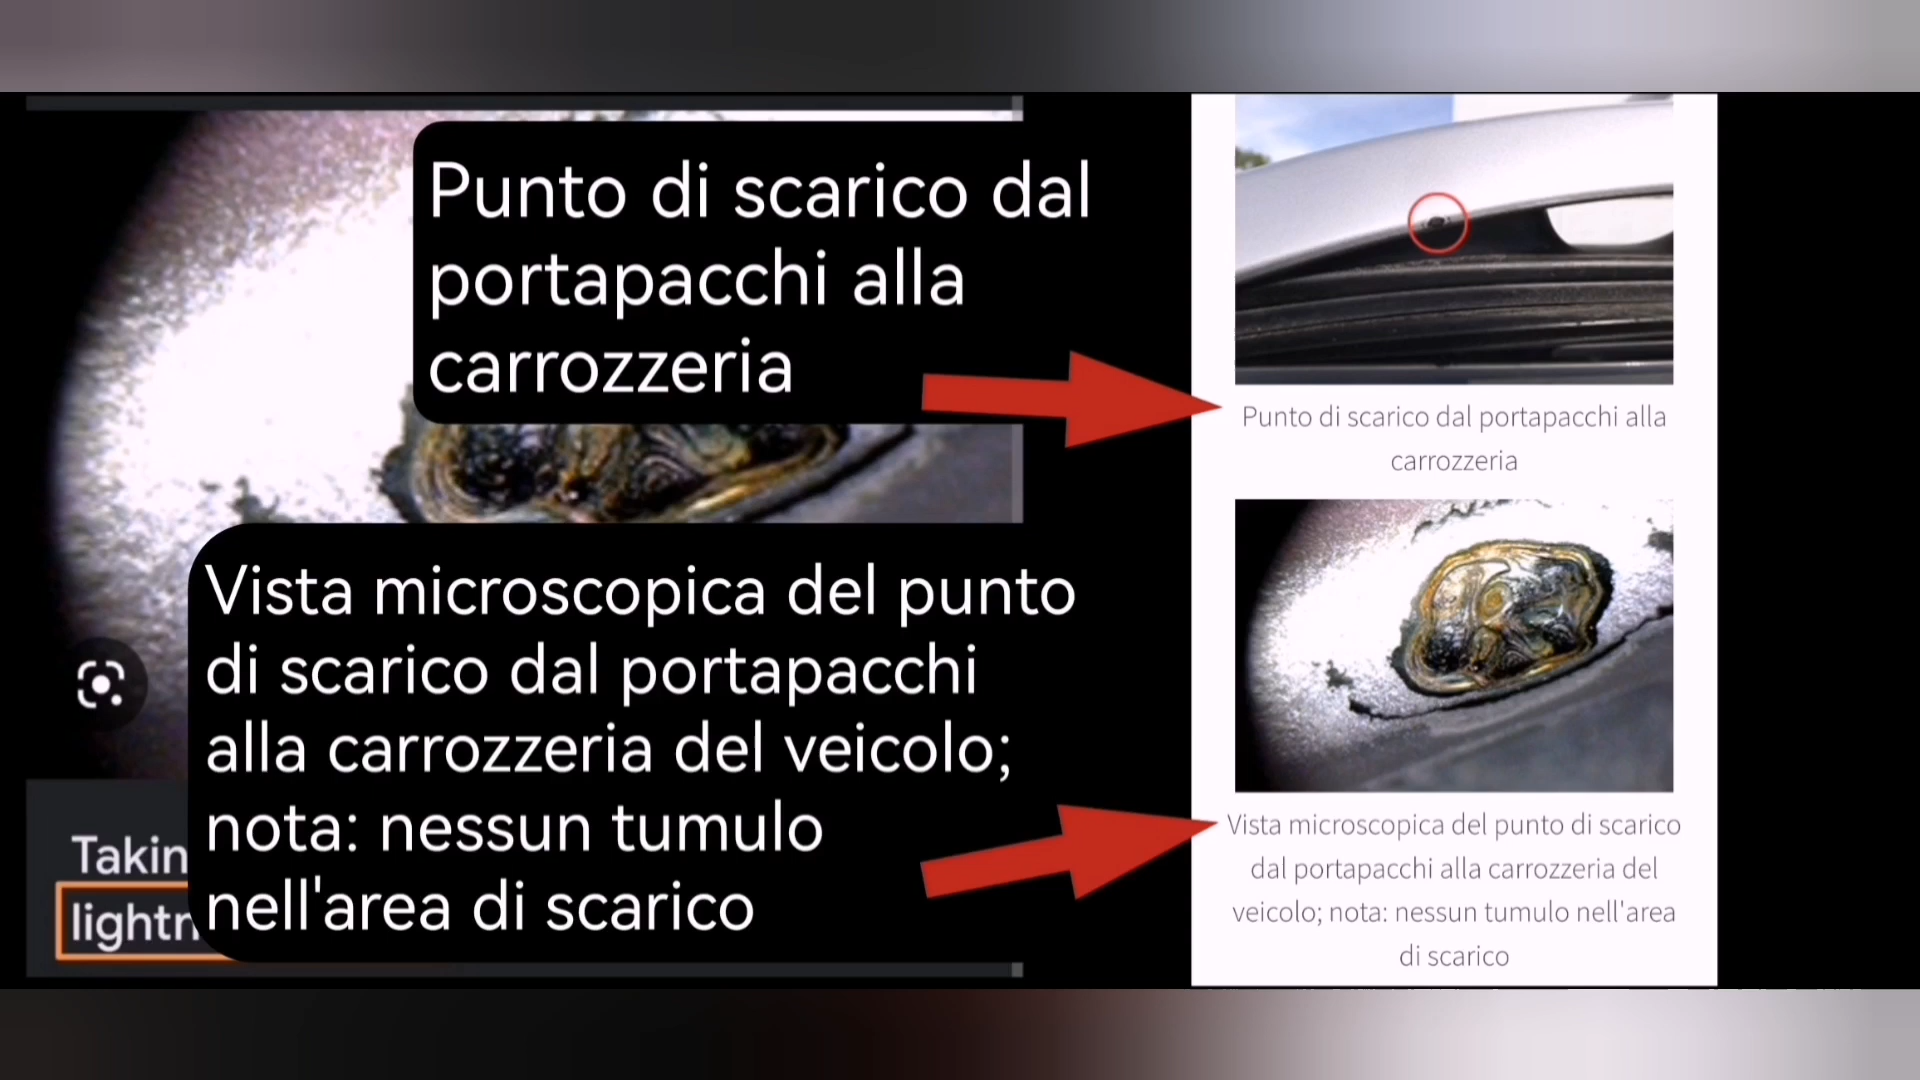 Punto di scarico dal
portapacchi alla
carrozzeria
Vista microscopica del punto
di scarico dal portapacchi
alla carrozzeria del veicolo;
nota: nessun tumulo
nell'area di scarico
Punto di scarico dal portapacchi alla
carrozzeria
Vista microscopica del punto di scarico
dal portapacchi alla carrozzeria del
veicolo; nota: nessun tumulo nell'area
di scarico